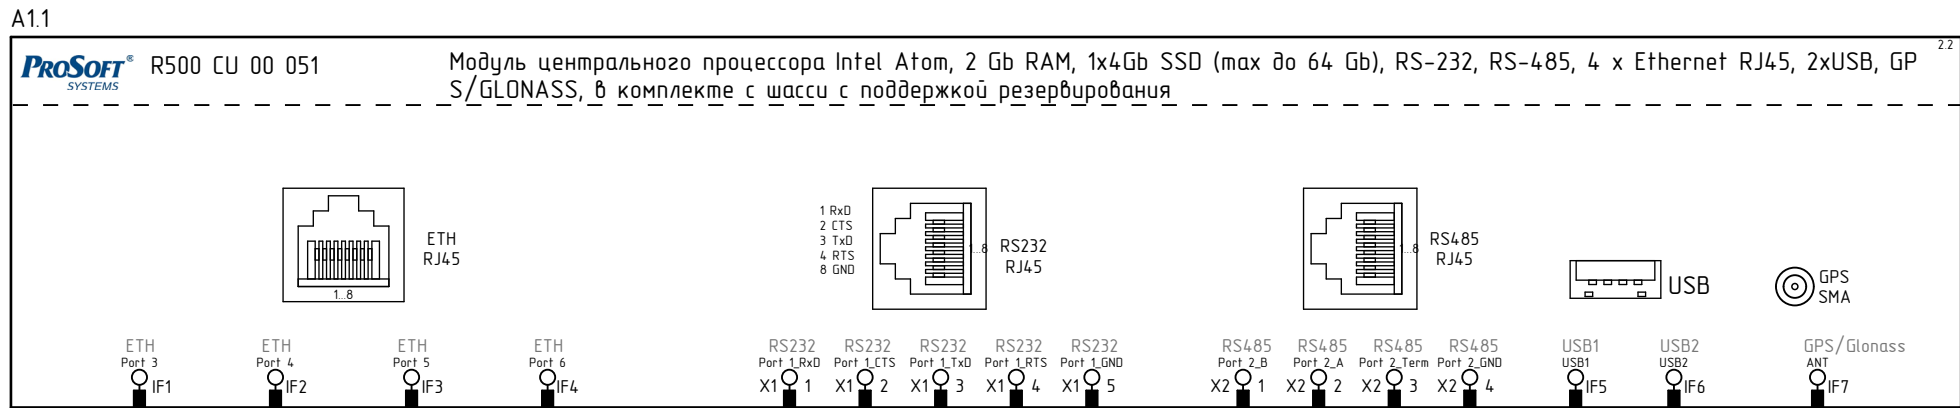 A1.1
PROSOFT® SYSTEMS
R500 CU 00 051
Модуль центрального процессора Intel Atom, 2 Gb RAM, 1x4Gb SSD (max до 64 Gb), RS-232, RS-485, 4 x Ethernet RJ45, 2xUSB, GP
S/GLONASS, в комплекте с шасси с поддержкой резервирования
2.2
ETH
RJ45
1...8
1 RxD
2 CTS
3 TxD
4 RTS
8 GND
1...8
RS232
RJ45
1...8
RS485
RJ45
USB
GPS
SMA
ETH
Port 3
IF1
ETH
Port 4
IF2
ETH
Port 5
IF3
ETH
Port 6
IF4
RS232
Port 1_RxD
X1 1
RS232
Port 1_CTS
X1 2
RS232
Port 1_TxD
X1 3
RS232
Port 1_RTS
X1 4
RS232
Port 1_GND
X1 5
RS485
Port 2_B
X2 1
RS485
Port 2_A
X2 2
RS485
Port 2_Term
X2 3
RS485
Port 2_GND
X2 4
USB1
USB1
IF5
USB2
USB2
IF6
GPS/Glonass
ANT
IF7